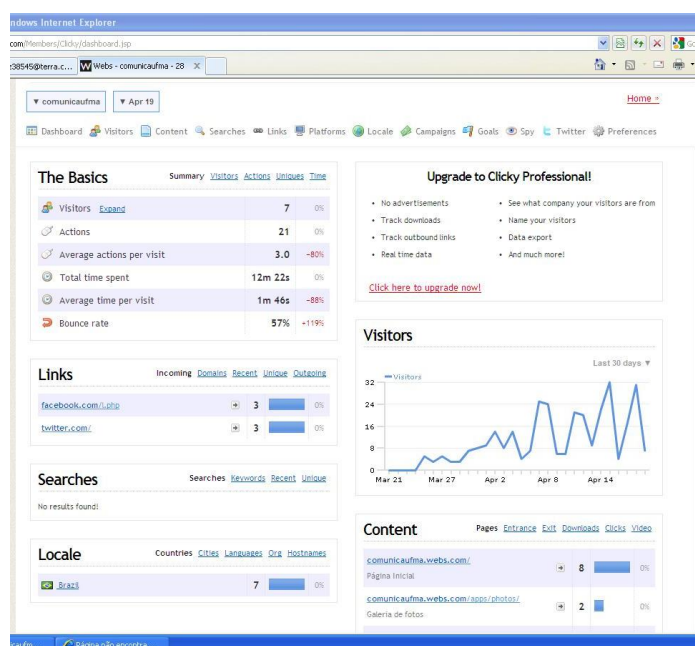 ndows Internet Explorer
com/Members/Clicky/dashboard.jsp
38545@terra.c... Webs - comunicaufma - 28 X
▼ comunicaufma ▼ Apr 19 Home »
Dashboard Visitors Content Searches Links Platforms Locale Campaigns Goals Spy Twitter Preferences
The Basics Summary Visitors Actions Uniques Time
Visitors Expand 7 0%
Actions 21 0%
Average actions per visit 3.0 -80%
Total time spent 12m 22s 0%
Average time per visit 1m 46s -88%
Bounce rate 57% +119%
Links Incoming Domains Recent Unique Outgoing
facebook.com/l.php 3 0%
twitter.com/ 3 0%
Searches Searches Keywords Recent Unique
No results found!
Locale Countries Cities Languages Org Hostnames
Brazil 7 0%
Upgrade to Clicky Professional!
• No advertisements
• Track downloads
• Track outbound links
• Real time data
• See what company your visitors are from
• Name your visitors
• Data export
• And much more!
Click here to upgrade now!
Visitors
Last 30 days ▼
Visitors
32
24
16
8
0
Mar 21 Mar 27 Apr 2 Apr 8 Apr 14
Content Pages Entrance Exit Downloads Clicks Video
comunicaufma.webs.com/ 8 0%
Página Inicial
comunicaufma.webs.com/apps/photos/ 2 0%
Galeria de fotos
Página não encontra...